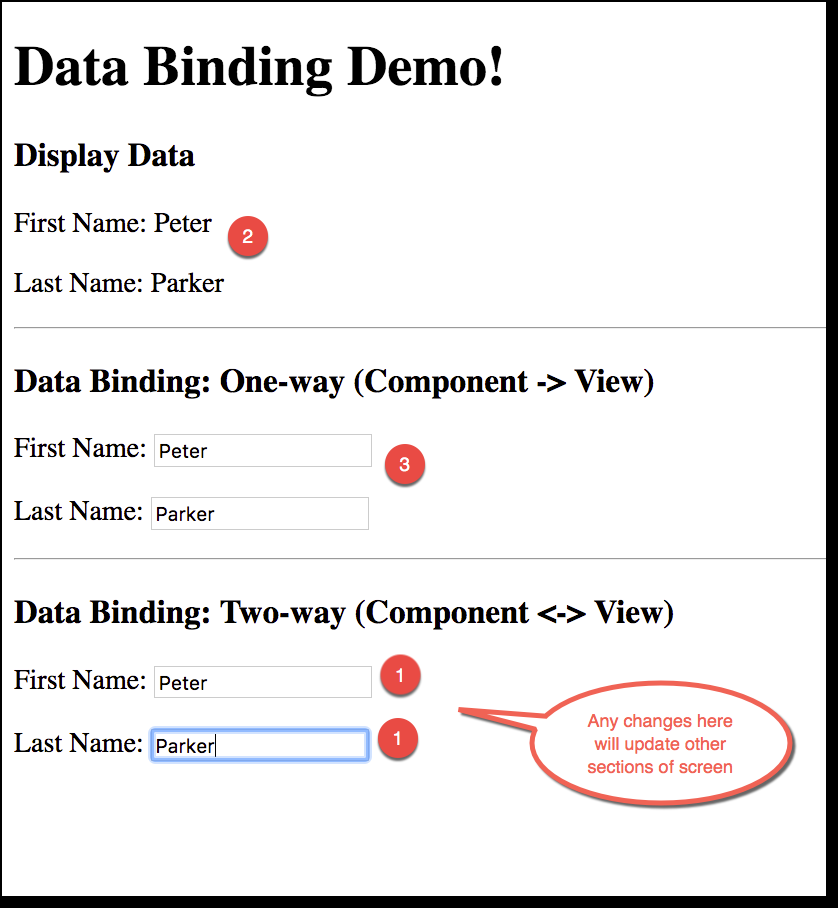 Data Binding Demo!
Display Data
First Name: Peter
2
Last Name: Parker
Data Binding: One-way (Component -> View)
First Name: Peter
3
Last Name: Parker
Data Binding: Two-way (Component <-> View)
First Name: Peter
1
Last Name: Parker
1
Any changes here
will update other
sections of screen